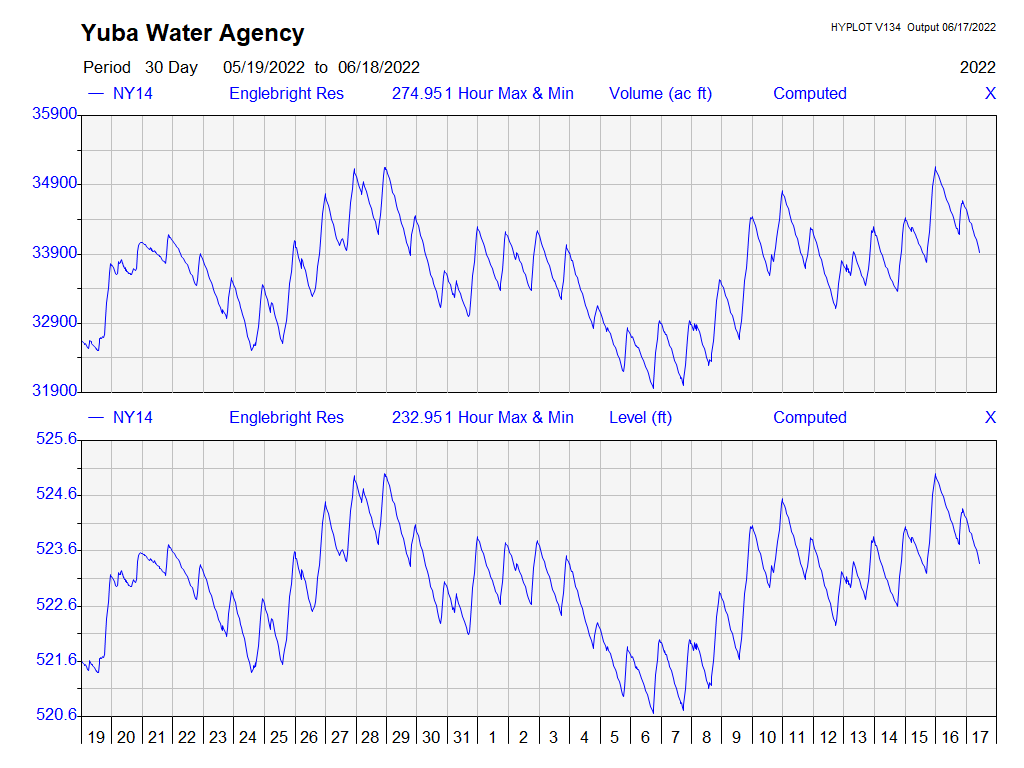 Yuba Water Agency
HYPLOT V134 Output 06/17/2022
Period 30 Day 05/19/2022 to 06/18/2022 2022
NY14 Englebright Res 274.951 Hour Max & Min Volume (ac ft) Computed X
35900
34900
33900
32900
31900
NY14 Englebright Res 232.951 Hour Max & Min Level (ft) Computed X
525.6
524.6
523.6
522.6
521.6
520.6
19 20 21 22 23 24 25 26 27 28 29 30 31 1 2 3 4 5 6 7 8 9 10 11 12 13 14 15 16 17